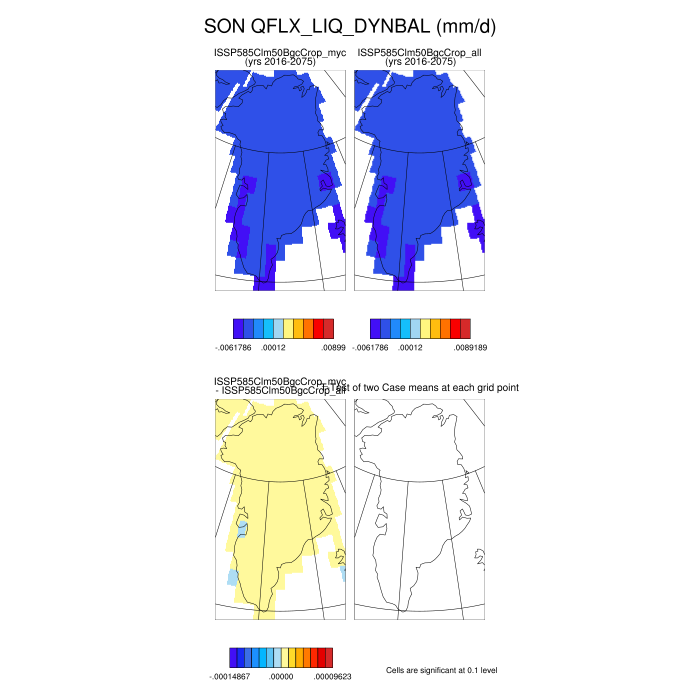 SON QFLX_LIQ_DYNBAL (mm/d)
ISSP585Clm50BgcCrop_myc
(yrs 2016-2075)
ISSP585Clm50BgcCrop_all
(yrs 2016-2075)
-.0061786 .00012 .00899
-.0061786 .00012 .0089189
ISSP585Clm50BgcCrop_myc
- ISSP585Clm50BgcCrop_all
T-Test of two Case means at each grid point
-.00014867 .00000 .00009623
Cells are significant at 0.1 level